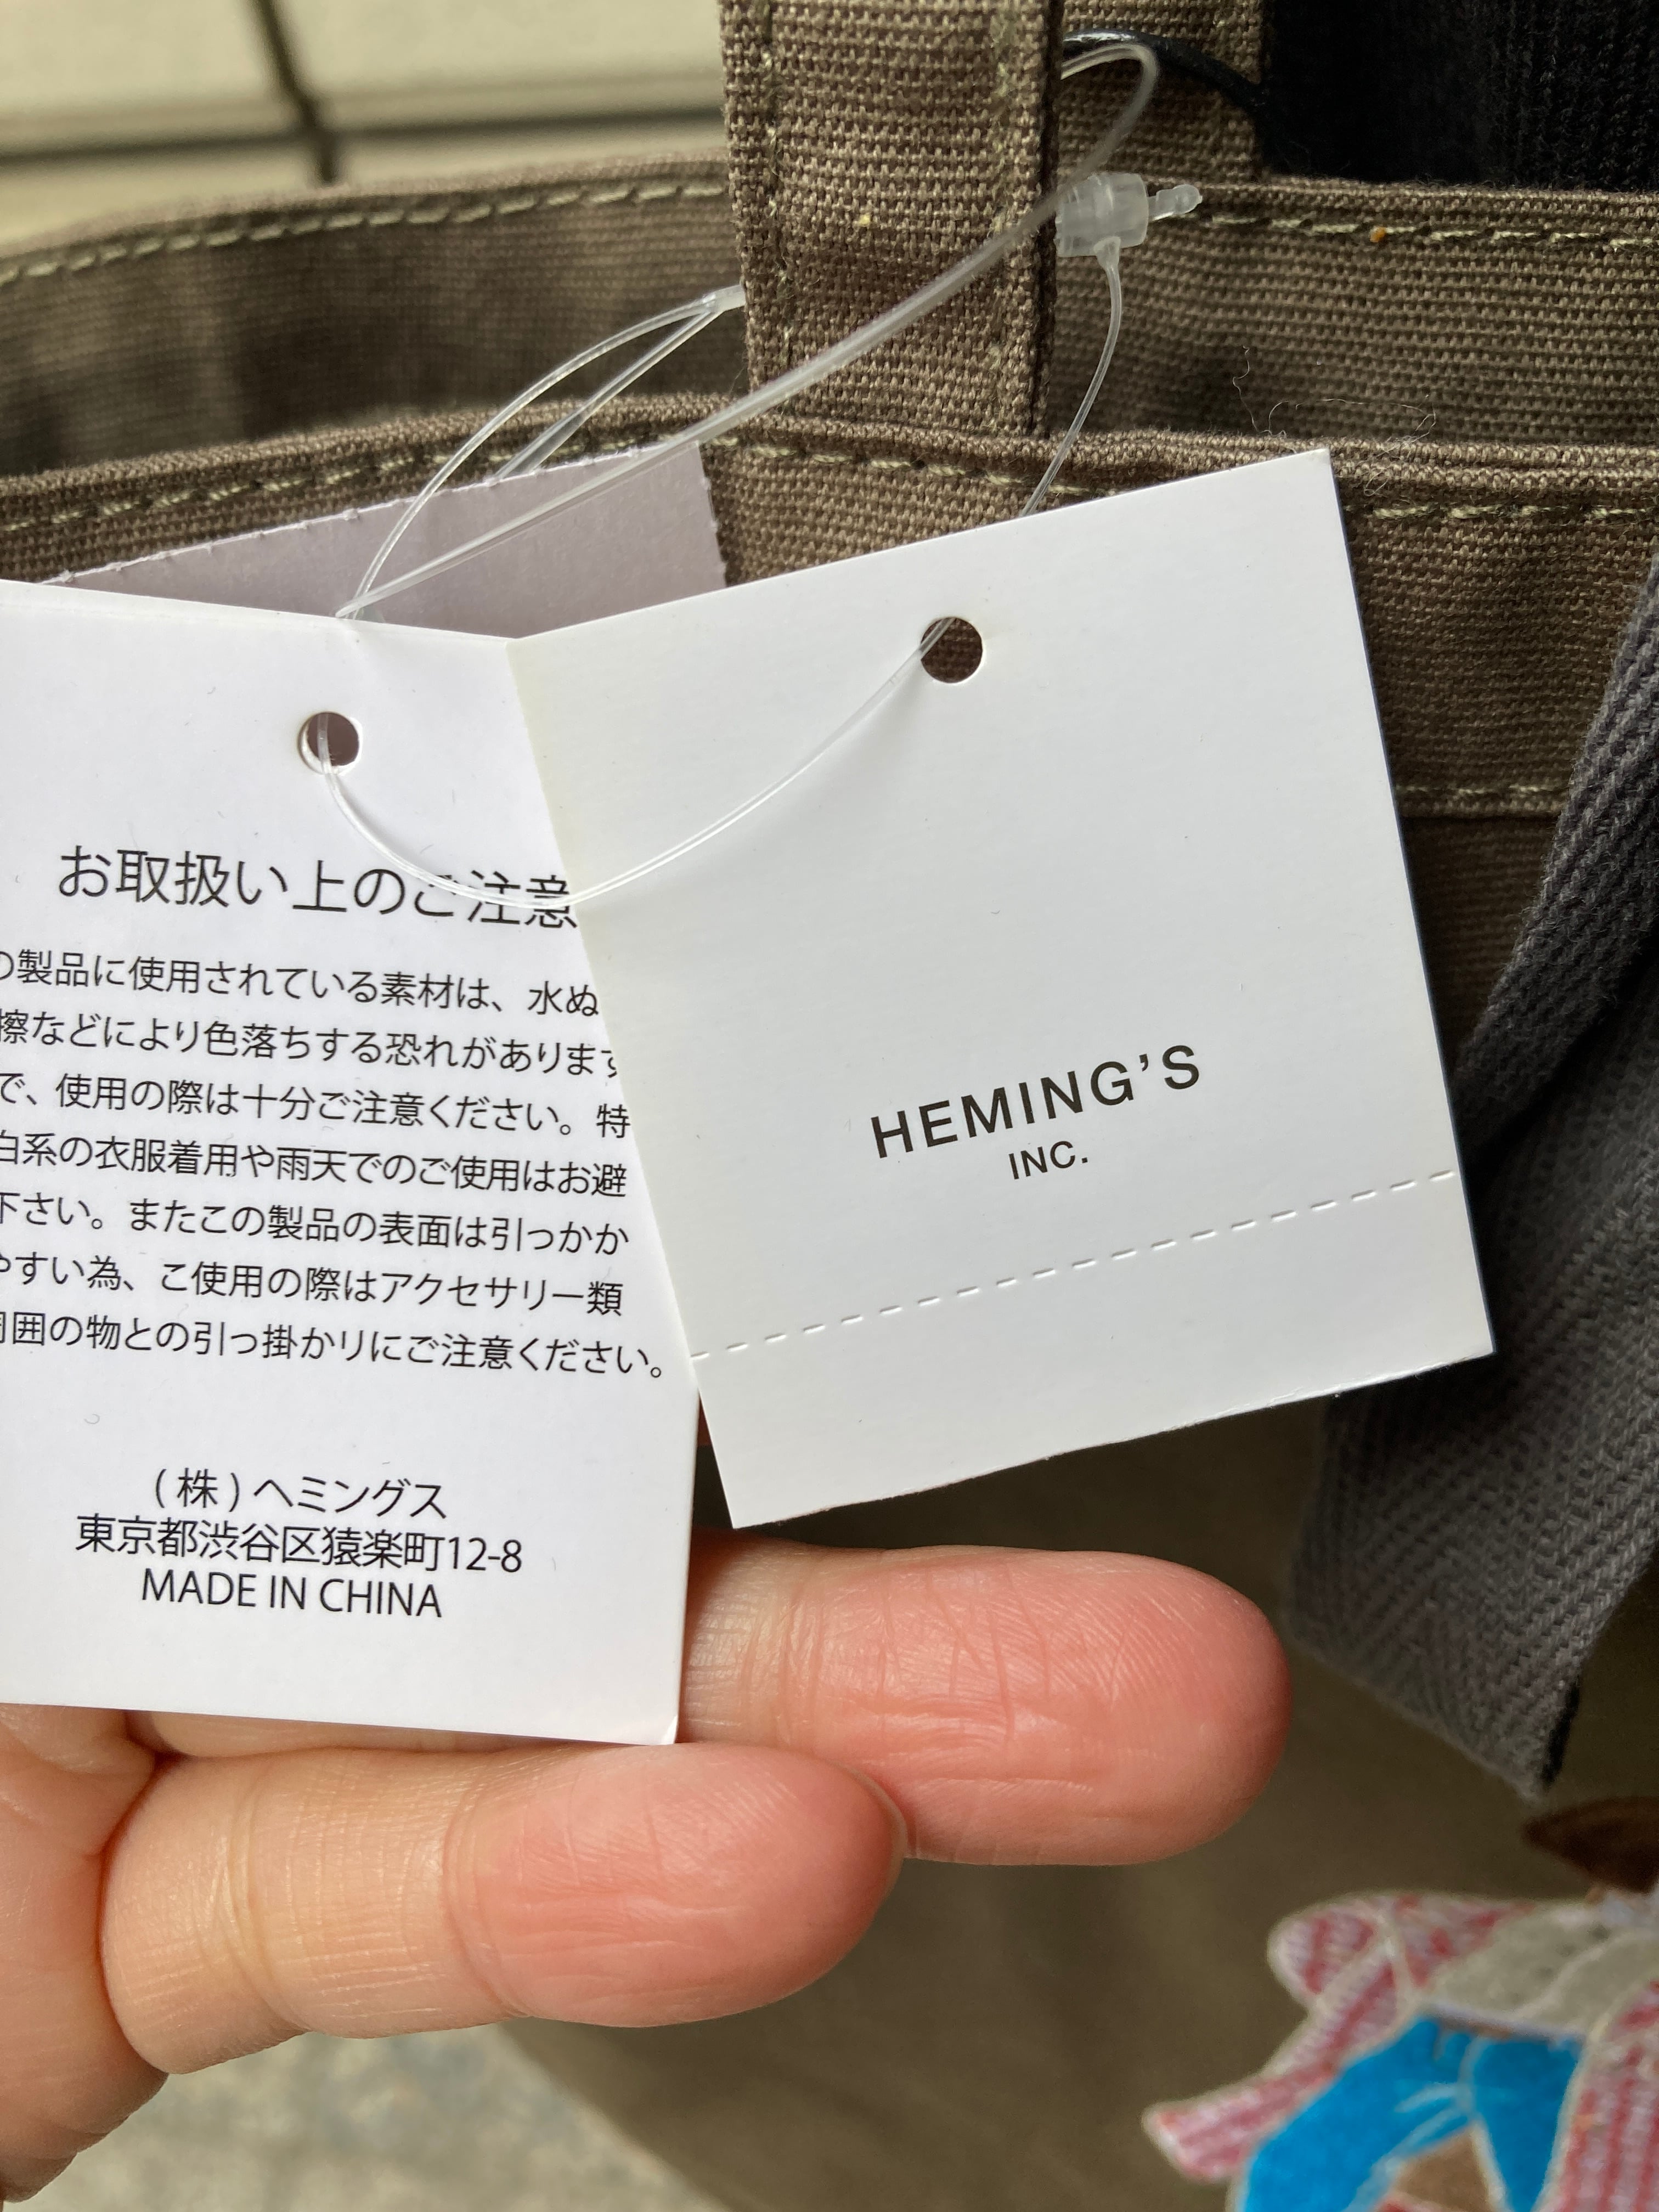 お取扱い上のご注意
の製品に使用されている素材は、水ぬ
擦などにより色落ちする恐れがあります
で、使用の際は十分ご注意ください。特
白系の衣服着用や雨天でのご使用はお避
下さい。またこの製品の表面は引っかか
やすい為、ご使用の際はアクセサリー類
周囲の物との引っ掛かりにご注意ください。
(株)ヘミングス
東京都渋谷区猿楽町12-8
MADE IN CHINA
HEMING'S
INC.